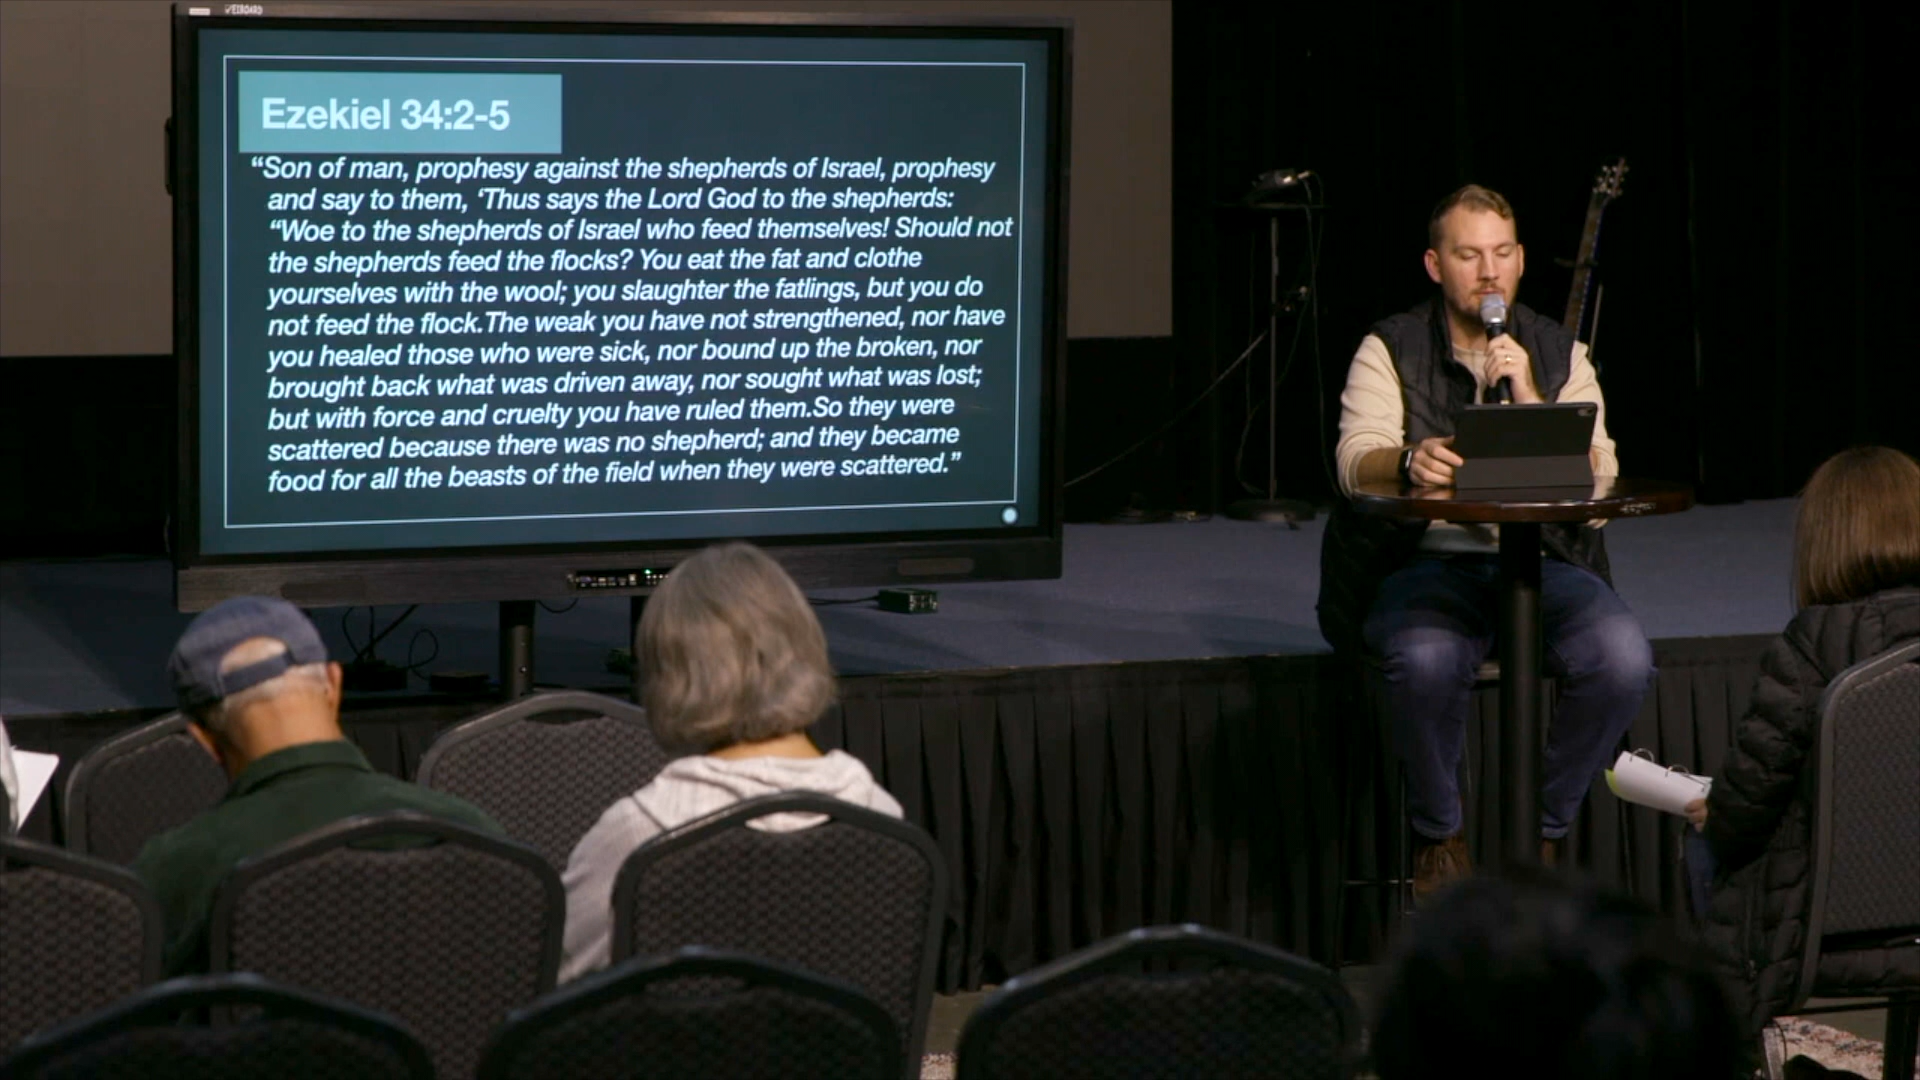 VEIBOARD
Ezekiel 34:2-5
“Son of man, prophesy against the shepherds of Israel, prophesy
and say to them, ‘Thus says the Lord God to the shepherds:
“Woe to the shepherds of Israel who feed themselves! Should not
the shepherds feed the flocks? You eat the fat and clothe
yourselves with the wool; you slaughter the fatlings, but you do
not feed the flock.The weak you have not strengthened, nor have
you healed those who were sick, nor bound up the broken, nor
brought back what was driven away, nor sought what was lost;
but with force and cruelty you have ruled them.So they were
scattered because there was no shepherd; and they became
food for all the beasts of the field when they were scattered.”